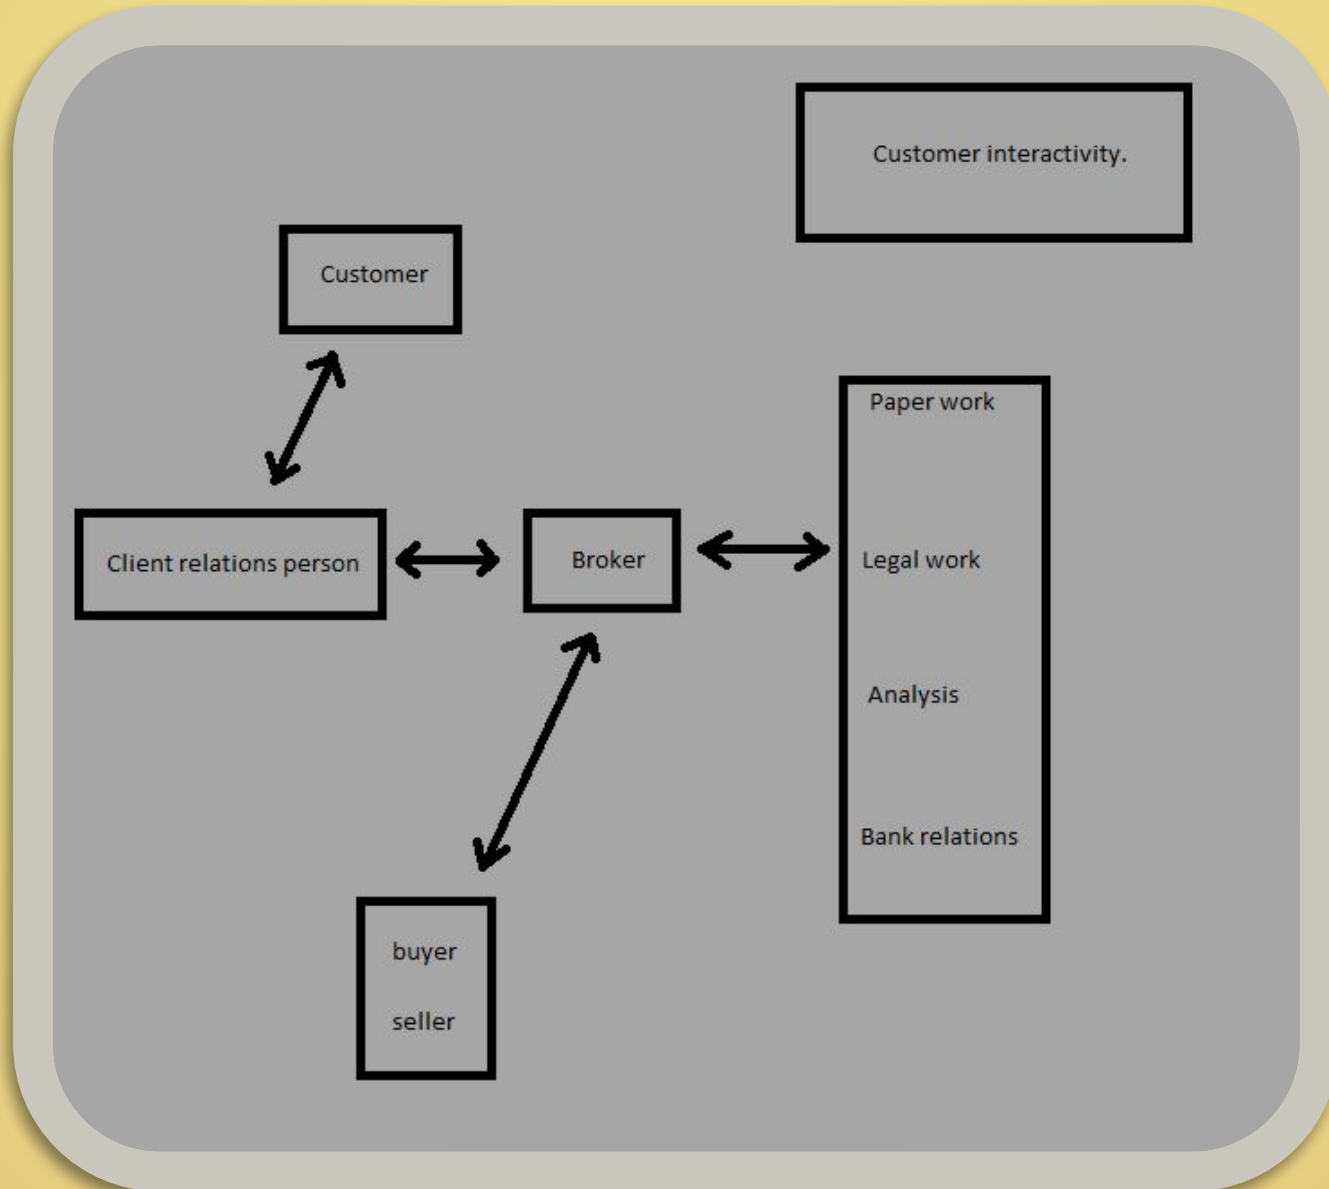 Customer interactivity.
Customer
Paper work
Client relations person
Broker
Legal work
Analysis
Bank relations
buyer
seller